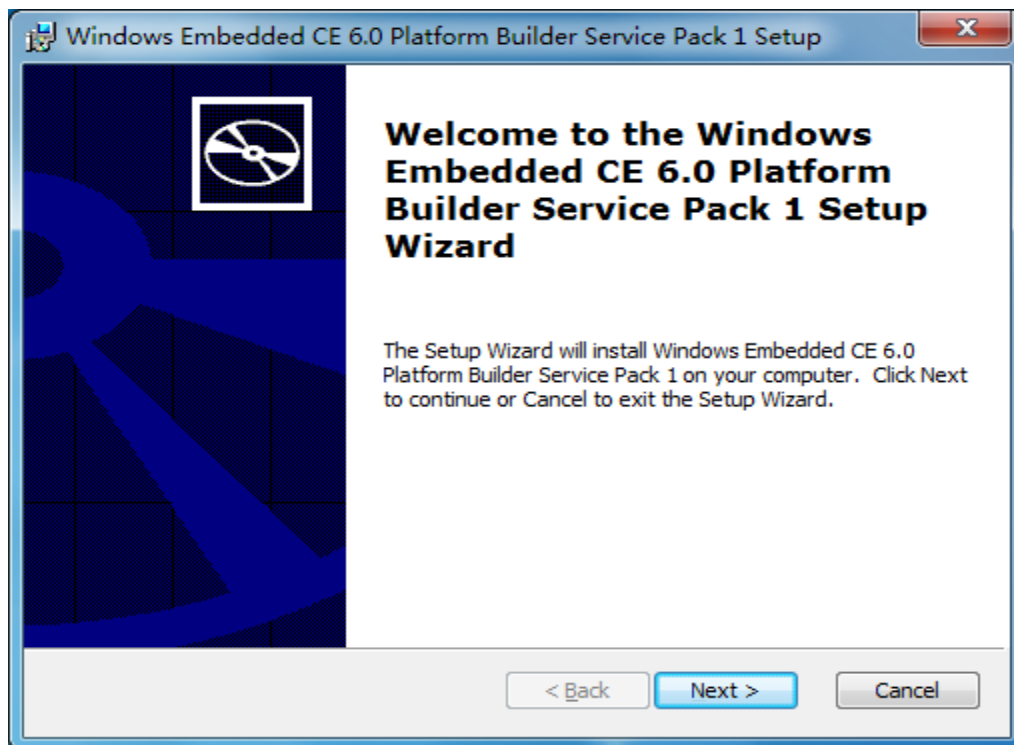 Windows Embedded CE 6.0 Platform Builder Service Pack 1 Setup
Welcome to the Windows
Embedded CE 6.0 Platform
Builder Service Pack 1 Setup
Wizard
The Setup Wizard will install Windows Embedded CE 6.0
Platform Builder Service Pack 1 on your computer.  Click Next
to continue or Cancel to exit the Setup Wizard.
< Back
Next >
Cancel